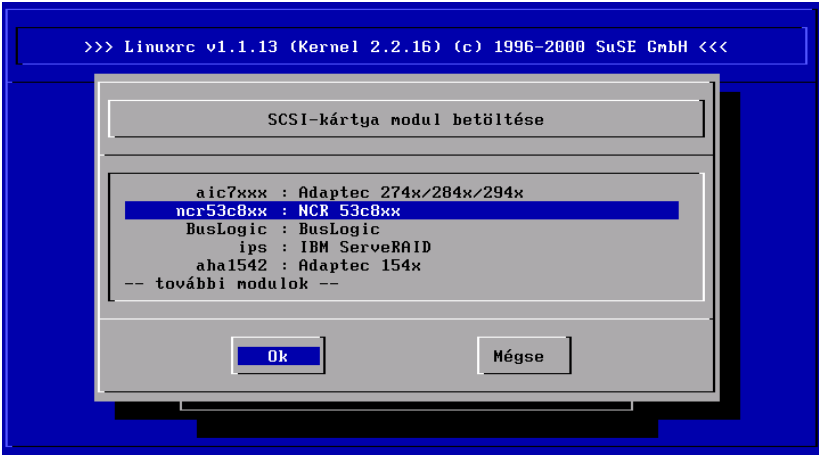 >>> Linuxrc v1.1.13 (Kernel 2.2.16) (c) 1996-2000 SuSE GmbH <<<
SCSI-kártya modul betöltése
aic7xxx : Adaptec 274x/284x/294x
ncr53c8xx : NCR 53c8xx
BusLogic : BusLogic
ips : IBM ServeRAID
aha1542 : Adaptec 154x
-- további modulok --
Ok Mégse